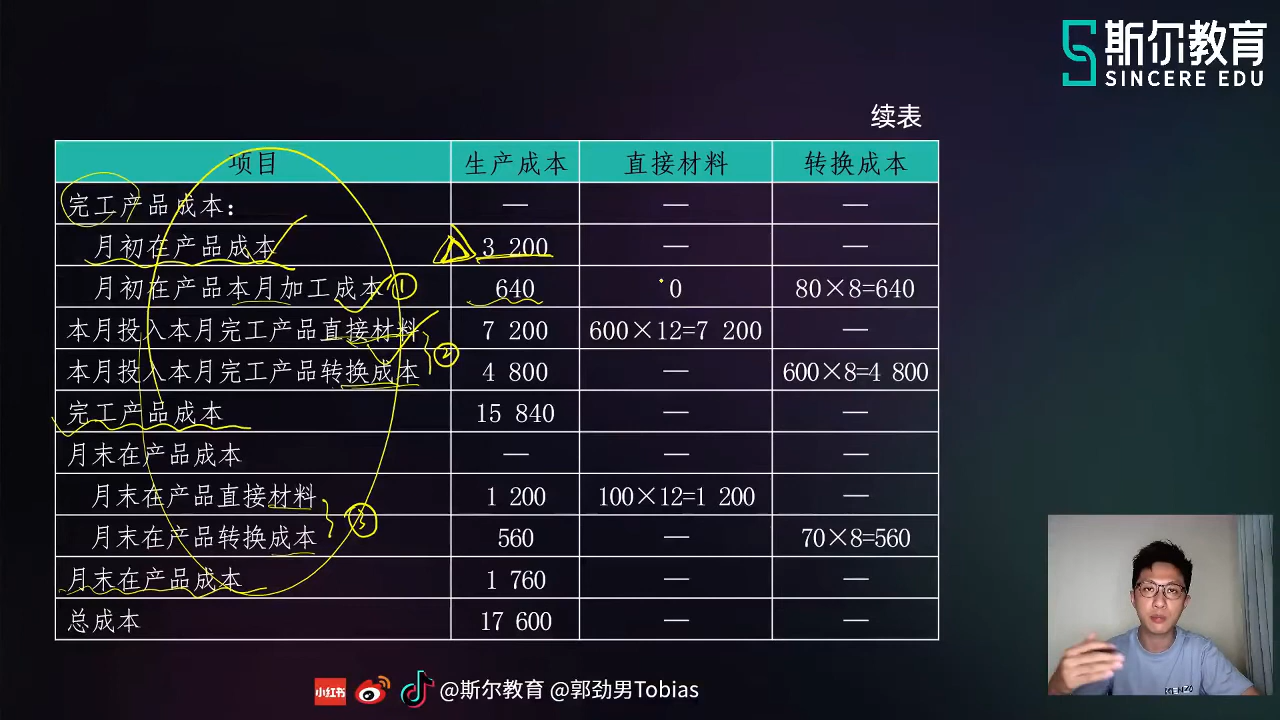 斯尔教育
SINCERE EDU
续表
项目 生产成本 直接材料 转换成本
完工产品成本： — — —
月初在产品成本 3 200 — —
月初在产品本月加工成本 ① 640 0 80×8=640
本月投入本月完工产品直接材料 7 200 600×12=7 200 —
②
本月投入本月完工产品转换成本 4 800 — 600×8=4 800
完工产品成本 15 840 — —
月末在产品成本 — — —
月末在产品直接材料 1 200 100×12=1 200 —
③
月末在产品转换成本 560 — 70×8=560
月末在产品成本 1 760 — —
总成本 17 600 — —
小红书 @斯尔教育 @郭劲男Tobias